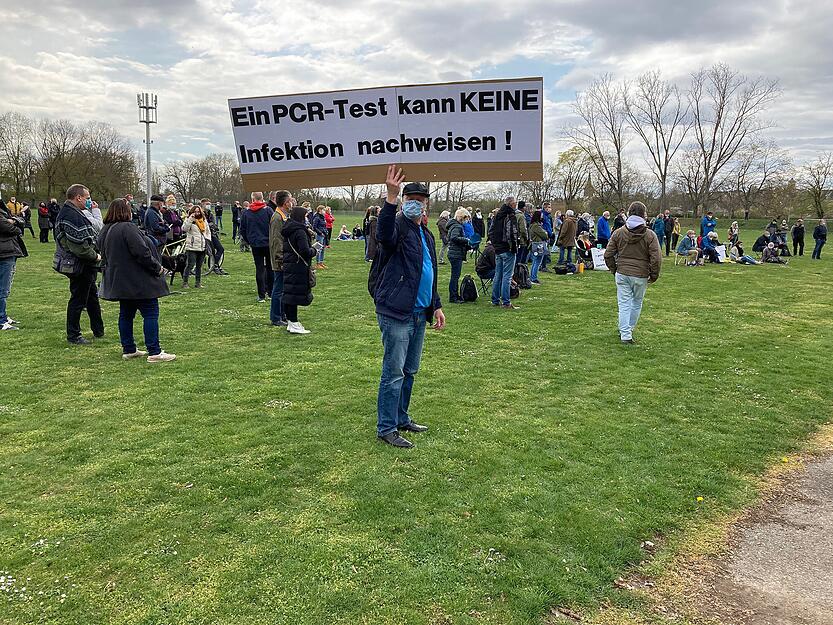 Ein PCR-Test kann KEINE
Infektion nachweisen !